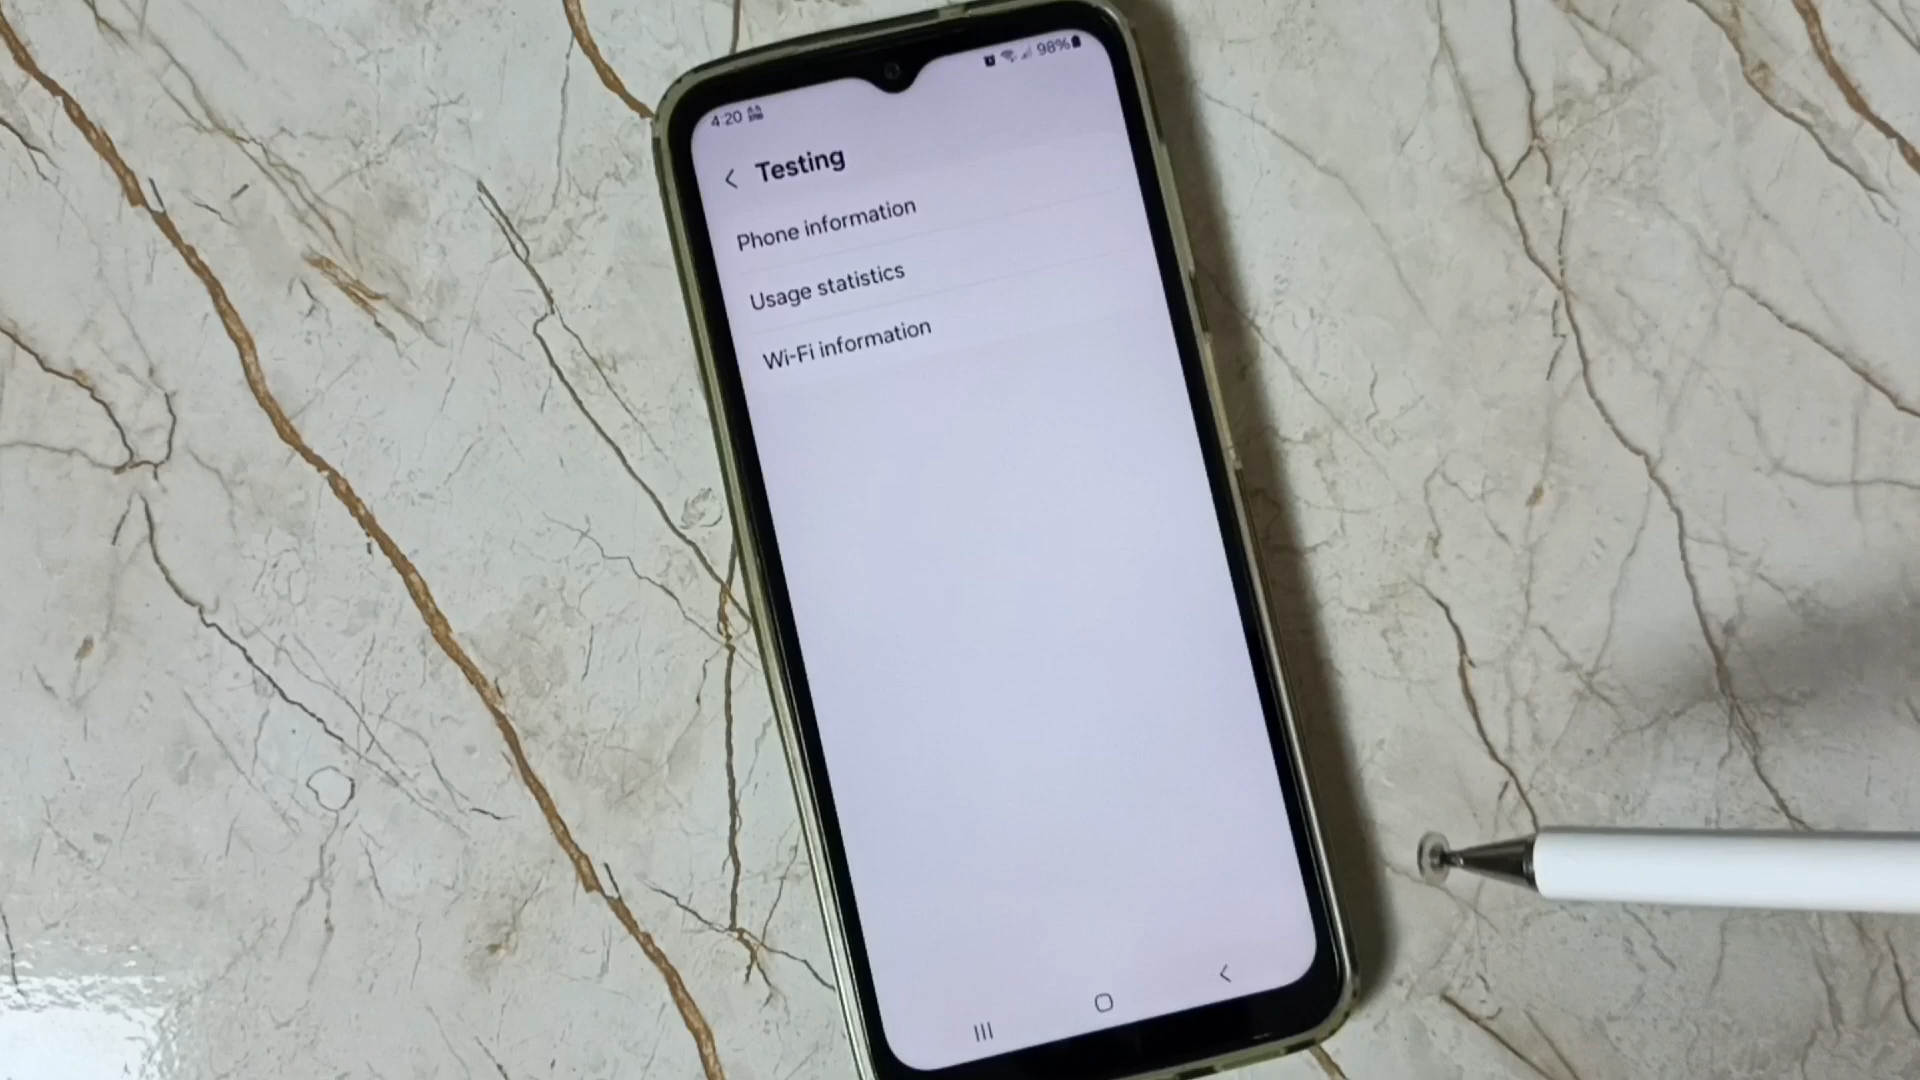 4:20
98%
Testing
Phone information
Usage statistics
Wi-Fi information